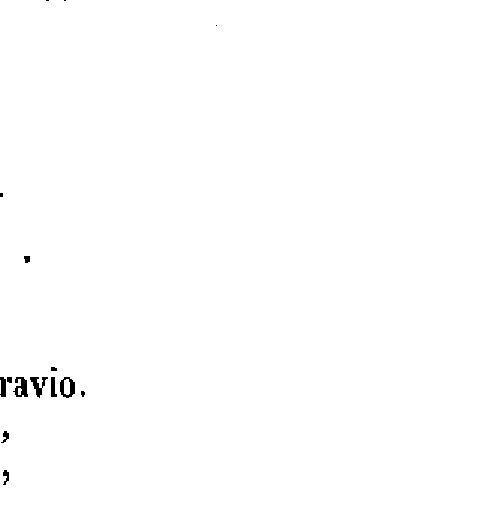 .
.
ravio.
,
,